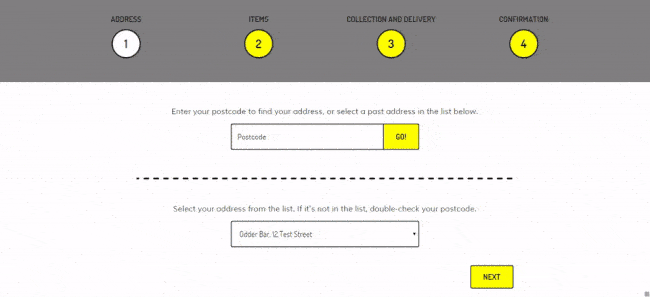 ADDRESS ITEMS COLLECTION AND DELIVERY CONFIRMATION
1 2 3 4
Enter your postcode to find your address, or select a past address in the list below.
Postcode GO!
Select your address from the list. If it's not in the list, double-check your postcode.
Gdder Bar, 12 Test Street
NEXT